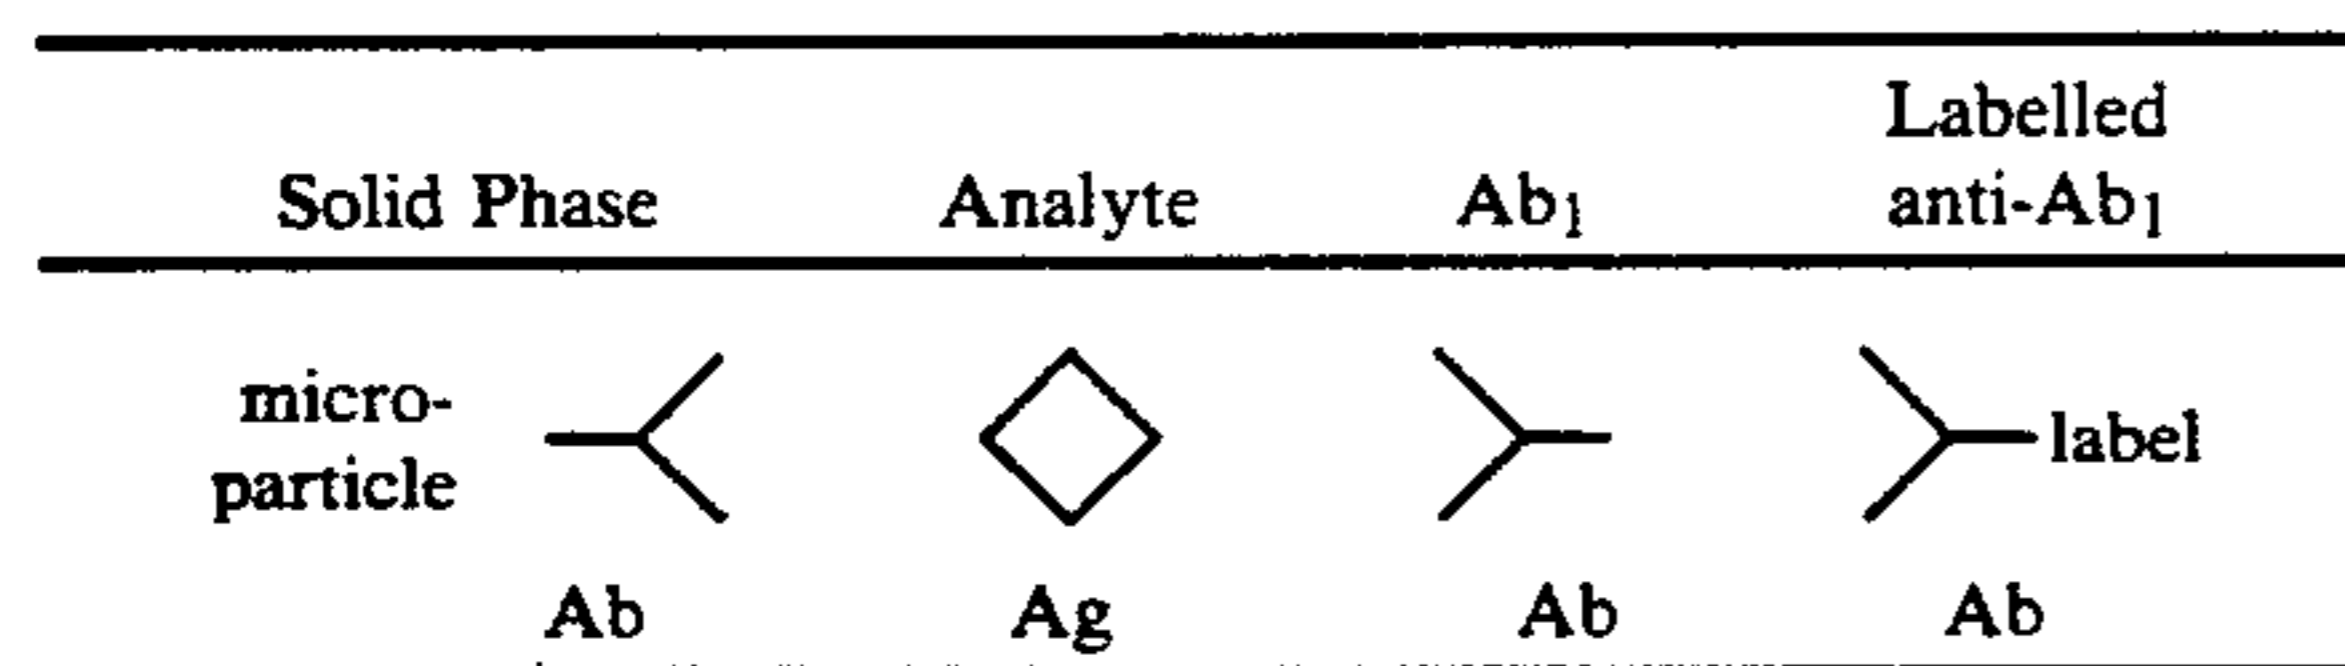 Labelled
Solid Phase Analyte Ab1 anti-Ab1
micro-
particle
label
Ab Ag Ab Ab